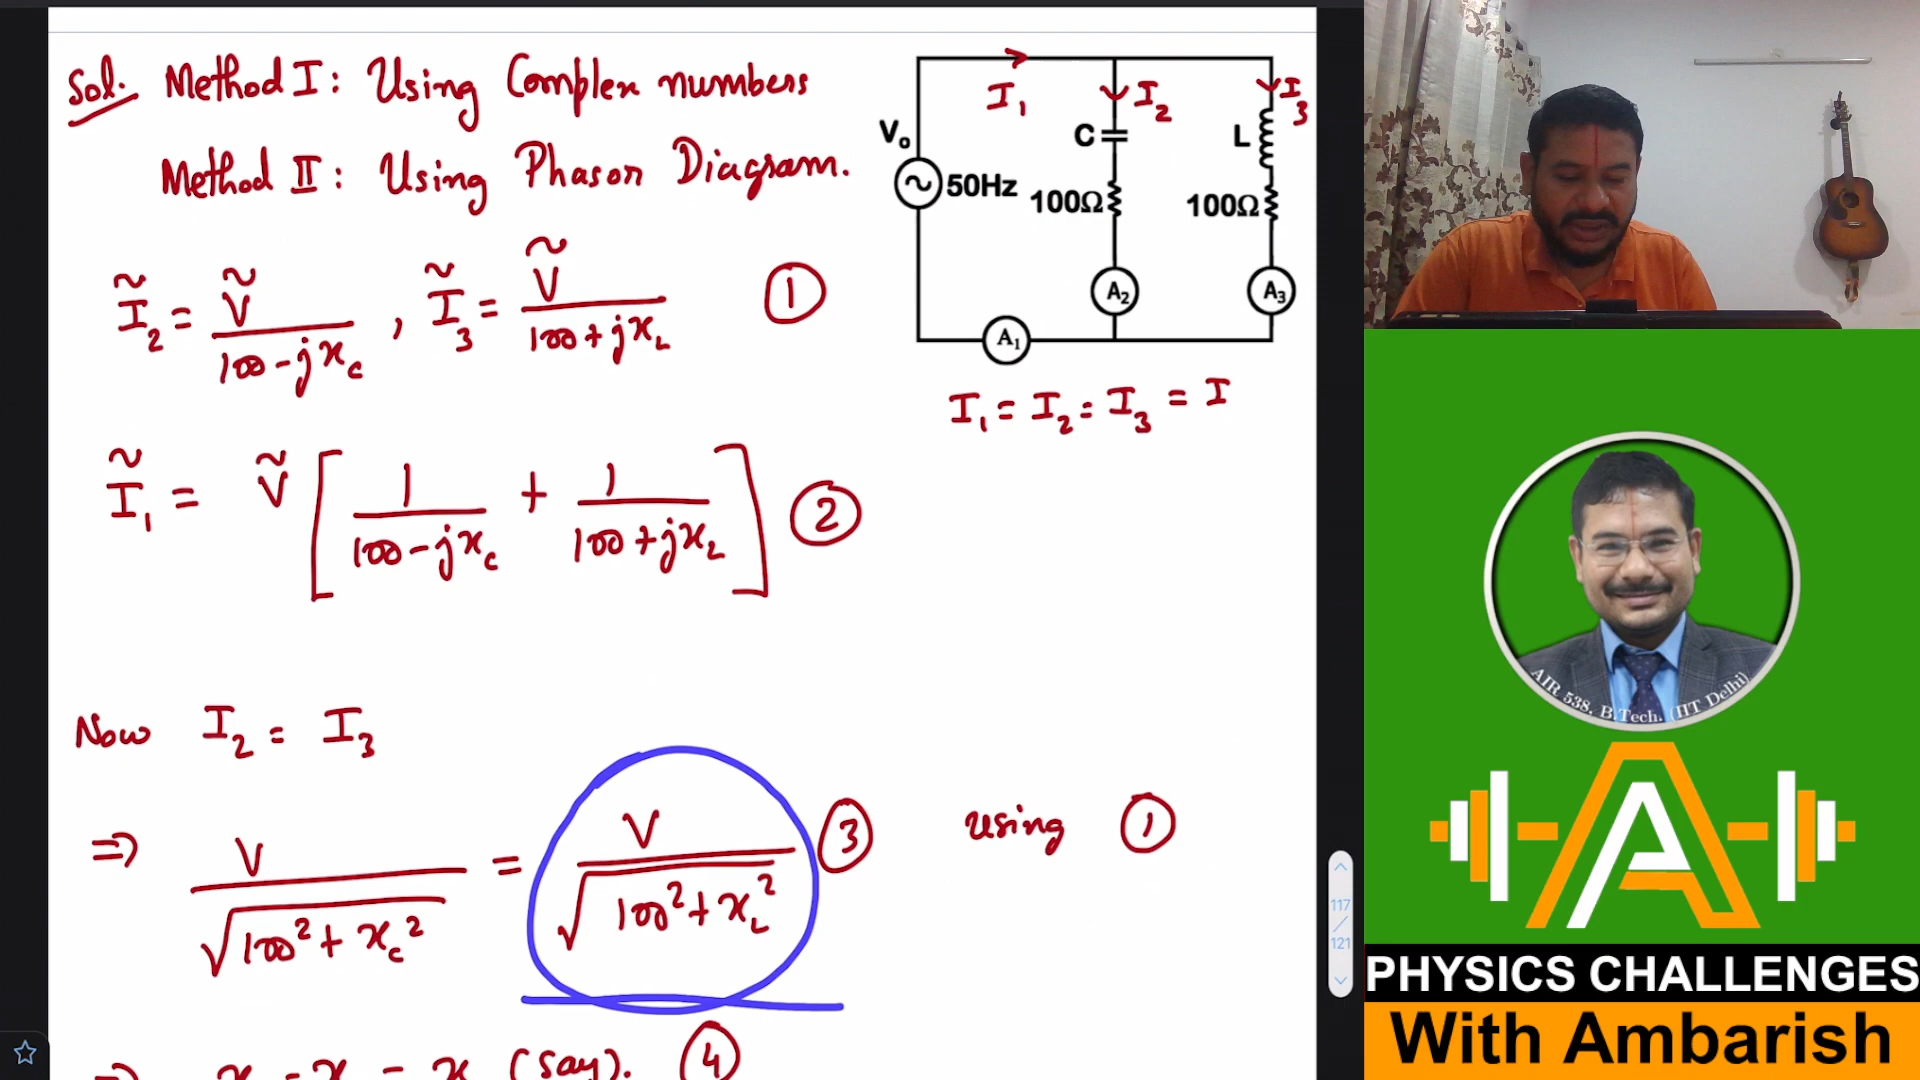 Sol. Method I: Using Complex numbers
Method II: Using Phasor Diagram.
Ĩ₂ = Ṽ / (100 - jx_c) , Ĩ₃ = Ṽ / (100 + jx_L) ①
Ĩ₁ = Ṽ [ 1 / (100 - jx_c) + 1 / (100 + jx_L) ] ②
Now I₂ = I₃
⇒ V / √(100² + x_c²) = V / √(100² + x_L²) ③ using ①
(say). ④
I₁ I₂ I₃
V₀ C L
50Hz 100Ω 100Ω
A₂ A₃
A₁
I₁ = I₂ = I₃ = I
117
/
121
AIR 538, B.Tech. (IIT Delhi)
A
PHYSICS CHALLENGES
With Ambarish